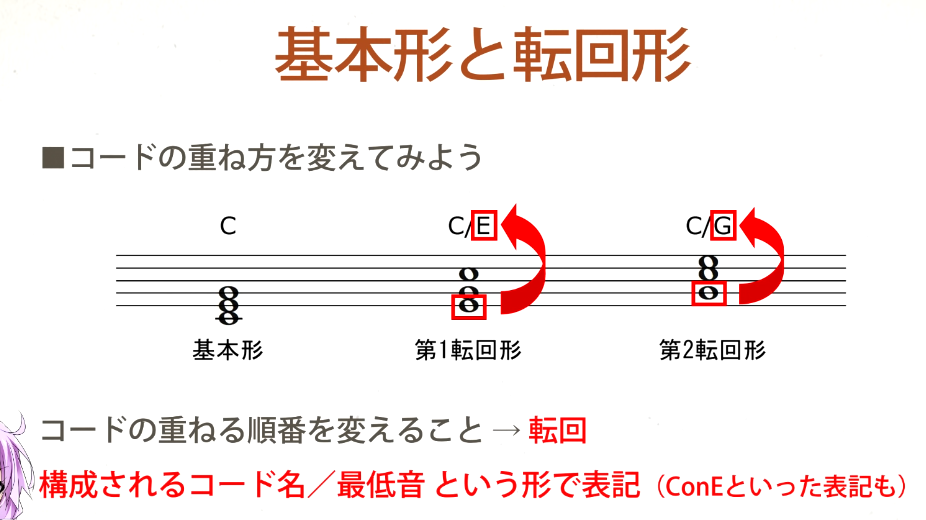 基本形と転回形
■コードの重ね方を変えてみよう
C C/E C/G
基本形 第1転回形 第2転回形
コードの重ねる順番を変えること → 転回
構成されるコード名／最低音 という形で表記（ConEといった表記も）